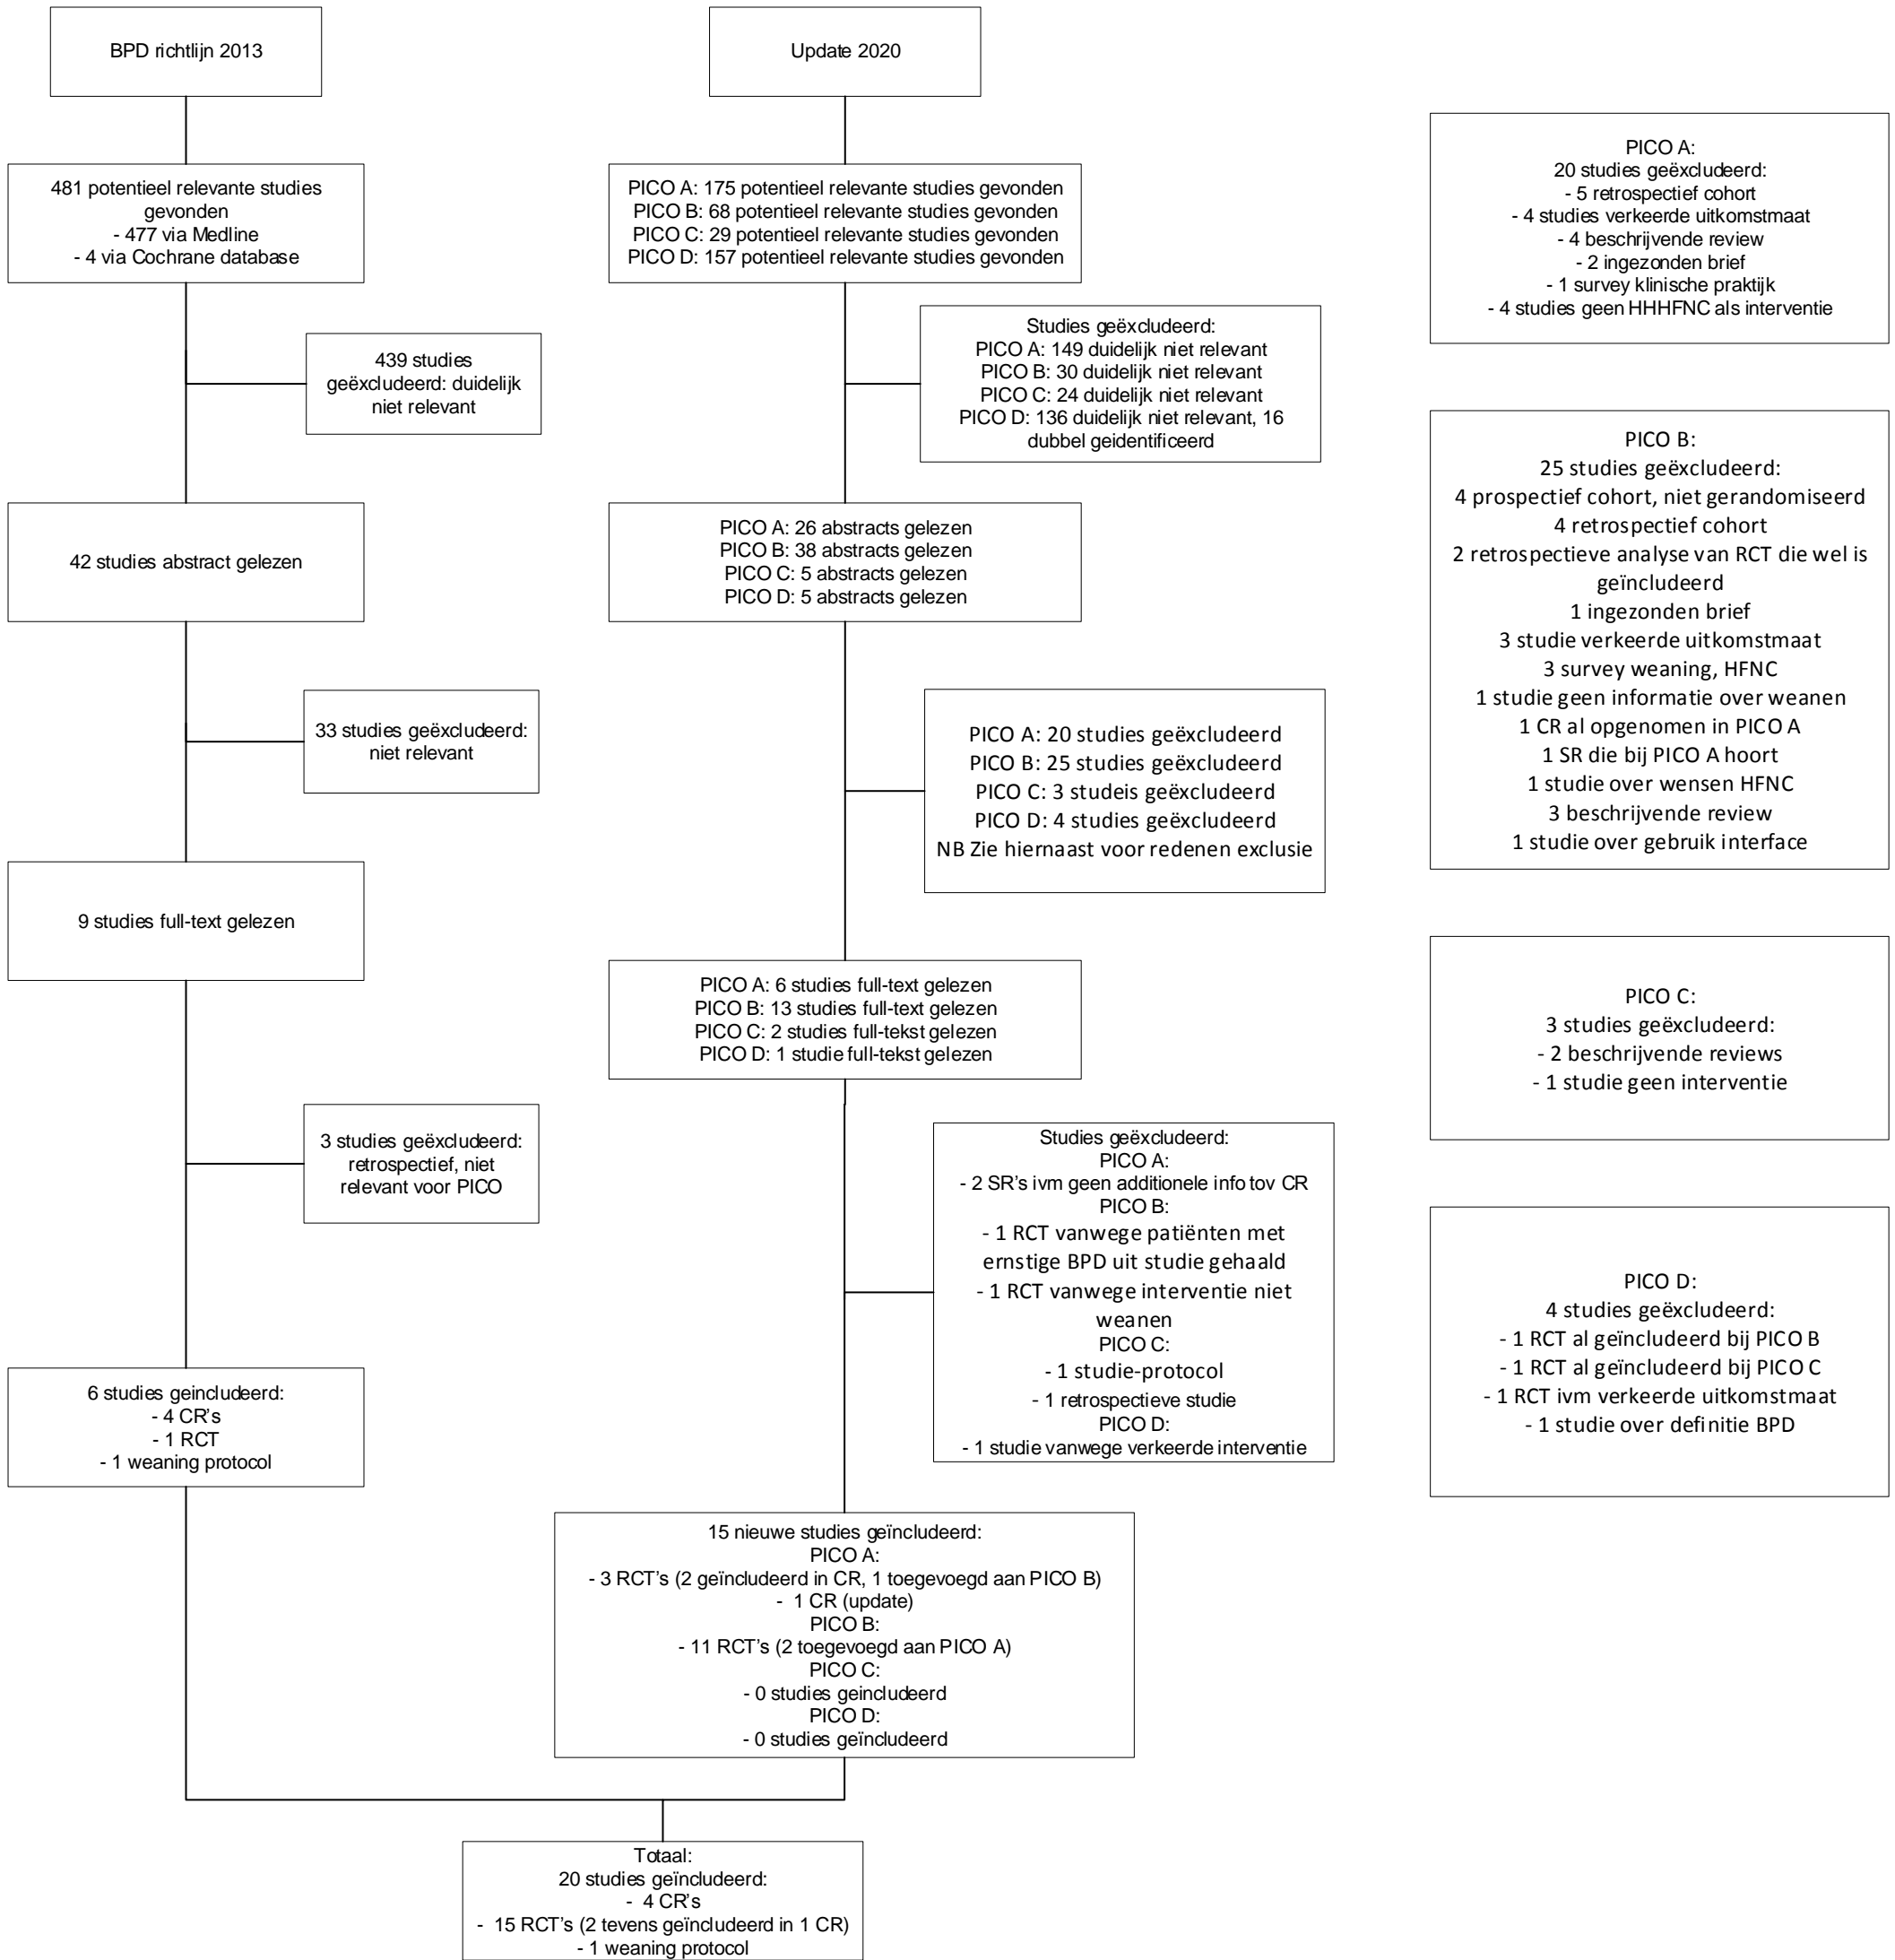 BPD richtlijn 2013
481 potentieel relevante studies
gevonden
- 477 via Medline
- 4 via Cochrane database
439 studies
geëxcludeerd: duidelijk
niet relevant
42 studies abstract gelezen
33 studies geëxcludeerd:
niet relevant
9 studies full-text gelezen
3 studies geëxcludeerd:
retrospectief, niet
relevant voor PICO
6 studies geincludeerd:
- 4 CR's
- 1 RCT
- 1 weaning protocol
Update 2020
PICO A: 175 potentieel relevante studies gevonden
PICO B: 68 potentieel relevante studies gevonden
PICO C: 29 potentieel relevante studies gevonden
PICO D: 157 potentieel relevante studies gevonden
Studies geëxcludeerd:
PICO A: 149 duidelijk niet relevant
PICO B: 30 duidelijk niet relevant
PICO C: 24 duidelijk niet relevant
PICO D: 136 duidelijk niet relevant, 16
dubbel geidentificeerd
PICO A: 26 abstracts gelezen
PICO B: 38 abstracts gelezen
PICO C: 5 abstracts gelezen
PICO D: 5 abstracts gelezen
PICO A: 20 studies geëxcludeerd
PICO B: 25 studies geëxcludeerd
PICO C: 3 studeis geëxcludeerd
PICO D: 4 studies geëxcludeerd
NB Zie hiernaast voor redenen exclusie
PICO A: 6 studies full-text gelezen
PICO B: 13 studies full-text gelezen
PICO C: 2 studies full-tekst gelezen
PICO D: 1 studie full-tekst gelezen
Studies geëxcludeerd:
PICO A:
- 2 SR's ivm geen additionele info tov CR
PICO B:
- 1 RCT vanwege patiënten met
ernstige BPD uit studie gehaald
- 1 RCT vanwege interventie niet
weanen
PICO C:
- 1 studie-protocol
- 1 retrospectieve studie
PICO D:
- 1 studie vanwege verkeerde interventie
15 nieuwe studies geïncludeerd:
PICO A:
- 3 RCT's (2 geïncludeerd in CR, 1 toegevoegd aan PICO B)
- 1 CR (update)
PICO B:
- 11 RCT's (2 toegevoegd aan PICO A)
PICO C:
- 0 studies geincludeerd
PICO D:
- 0 studies geïncludeerd
Totaal:
20 studies geïncludeerd:
- 4 CR's
- 15 RCT's (2 tevens geïncludeerd in 1 CR)
- 1 weaning protocol
PICO A:
20 studies geëxcludeerd:
- 5 retrospectief cohort
- 4 studies verkeerde uitkomstmaat
- 4 beschrijvende review
- 2 ingezonden brief
- 1 survey klinische praktijk
- 4 studies geen HHHFNC als interventie
PICO B:
25 studies geëxcludeerd:
4 prospectief cohort, niet gerandomiseerd
4 retrospectief cohort
2 retrospectieve analyse van RCT die wel is
geïncludeerd
1 ingezonden brief
3 studie verkeerde uitkomstmaat
3 survey weaning, HFNC
1 studie geen informatie over weanen
1 CR al opgenomen in PICO A
1 SR die bij PICO A hoort
1 studie over wensen HFNC
3 beschrijvende review
1 studie over gebruik interface
PICO C:
3 studies geëxcludeerd:
- 2 beschrijvende reviews
- 1 studie geen interventie
PICO D:
4 studies geëxcludeerd:
- 1 RCT al geïncludeerd bij PICO B
- 1 RCT al geïncludeerd bij PICO C
- 1 RCT ivm verkeerde uitkomstmaat
- 1 studie over definitie BPD